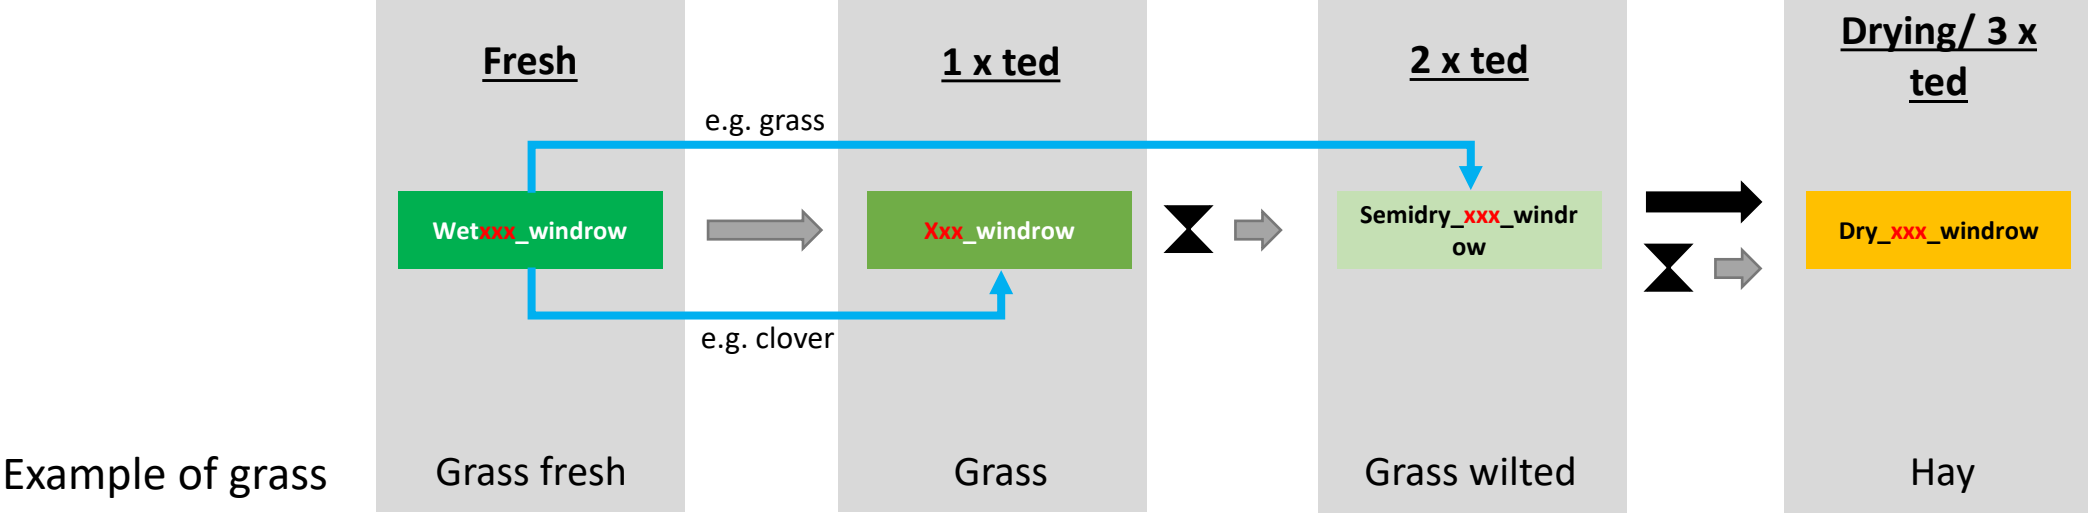 Fresh
1 x ted
2 x ted
Drying/ 3 x
ted
e.g. grass
Wetxxx_windrow
Xxx_windrow
Semidry_xxx_windr
ow
Dry_xxx_windrow
e.g. clover
Example of grass
Grass fresh
Grass
Grass wilted
Hay